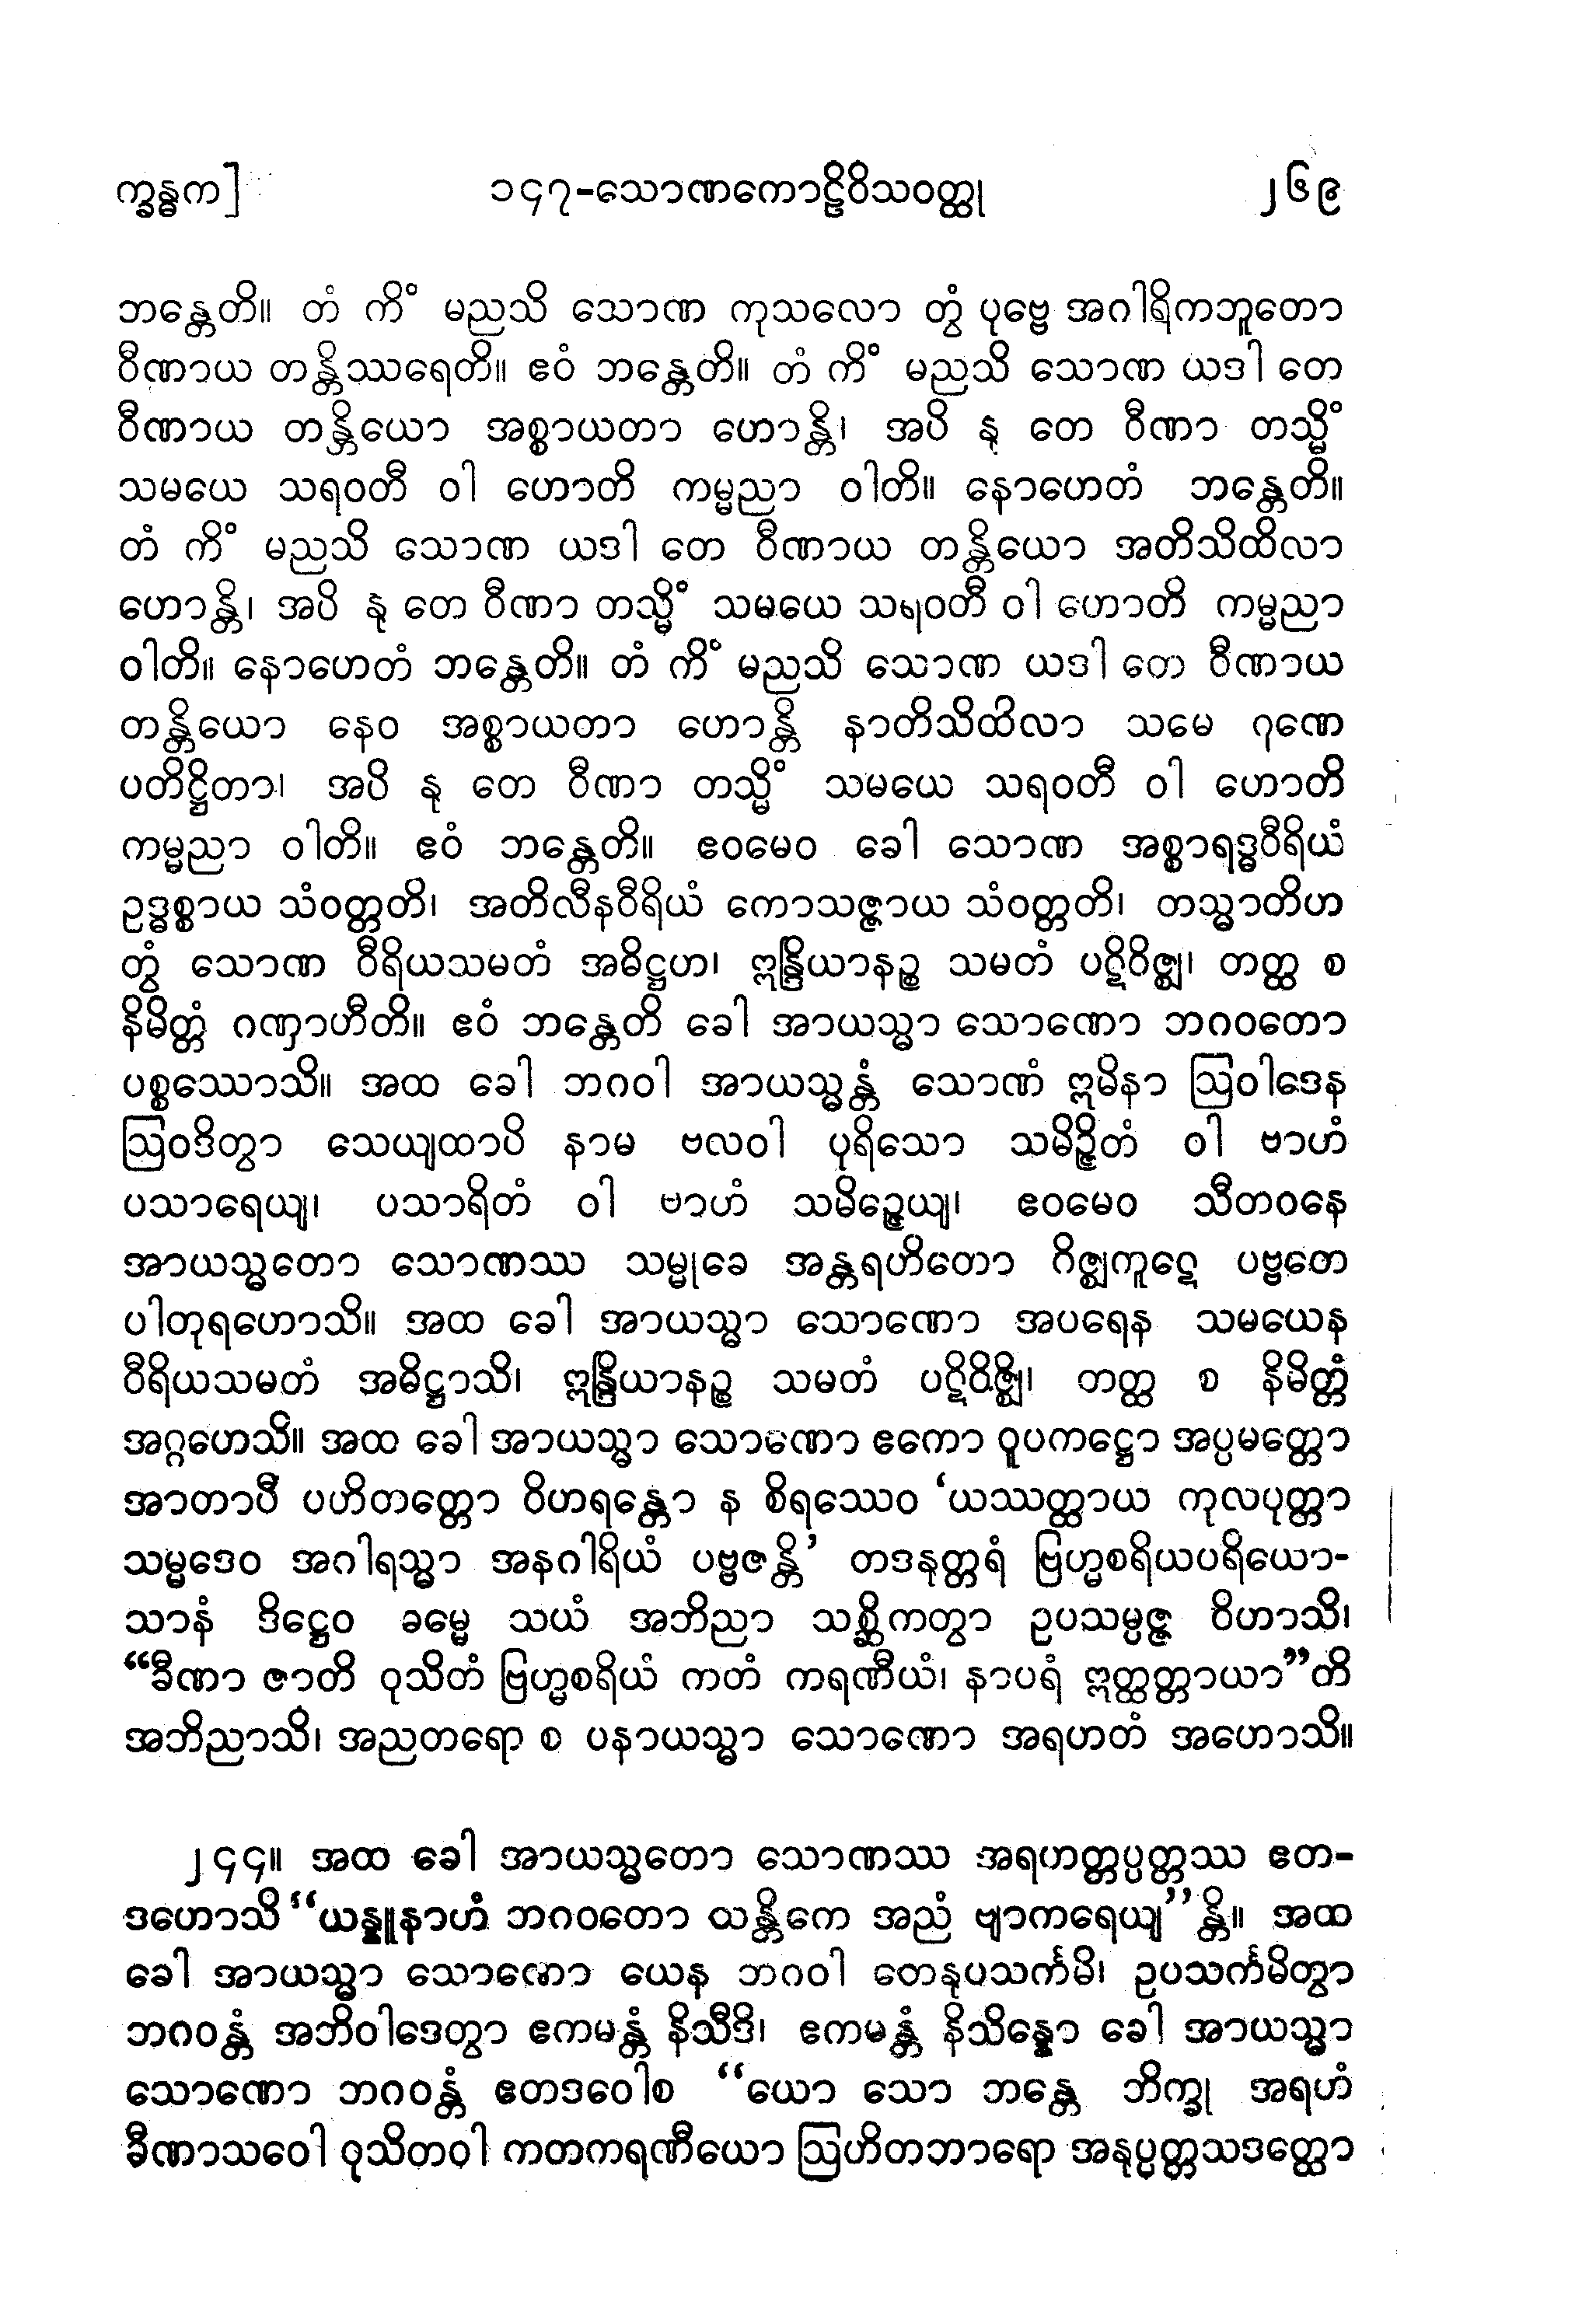 က္ခန္ဓက] ၁၄၇-သောဏကောဠိဝိသဝတ္ထု ၂၆၉
ဘန္တေတိ။ တံ ကိံ မညသိ သောဏ ကုသလော တွံ ပုဗ္ဗေ အဂါရိကဘူတော
ဝီဏာယ တန္တိဿရေတိ။ ဧဝံ ဘန္တေတိ။ တံ ကိံ မညသိ သောဏ ယဒါ တေ
ဝီဏာယ တန္တိယော အစ္စာယတာ ဟောန္တိ၊ အပိ နု တေ ဝီဏာ တသ္မိံ
သမယေ သရဝတီ ဝါ ဟောတိ ကမ္မညာ ဝါတိ။ နောဟေတံ ဘန္တေတိ။
တံ ကိံ မညသိ သောဏ ယဒါ တေ ဝီဏာယ တန္တိယော အတိသိထိလာ
ဟောန္တိ၊ အပိ နု တေ ဝီဏာ တသ္မိံ သမယေ သရဝတီ ဝါ ဟောတိ ကမ္မညာ
ဝါတိ။ နောဟေတံ ဘန္တေတိ။ တံ ကိံ မညသိ သောဏ ယဒါ တေ ဝီဏာယ
တန္တိယော နေဝ အစ္စာယတာ ဟောန္တိ နာတိသိထိလာ သမေ ဂုဏေ
ပတိဋ္ဌိတာ၊ အပိ နု တေ ဝီဏာ တသ္မိံ သမယေ သရဝတီ ဝါ ဟောတိ
ကမ္မညာ ဝါတိ။ ဧဝံ ဘန္တေတိ။ ဧဝမေဝ ခေါ သောဏ အစ္စာရဒ္ဓဝီရိယံ
ဥဒ္ဓစ္စာယ သံဝတ္တတိ၊ အတိလီနဝီရိယံ ကောသဇ္ဇာယ သံဝတ္တတိ၊ တသ္မာတိဟ
တွံ သောဏ ဝီရိယသမတံ အဓိဋ္ဌဟ၊ ဣန္ဒြိယာနဉ္စ သမတံ ပဋိဝိဇ္ဈ၊ တတ္ထ စ
နိမိတ္တံ ဂဏှာဟီတိ။ ဧဝံ ဘန္တေတိ ခေါ အာယသ္မာ သောဏော ဘဂဝတော
ပစ္စဿောသိ။ အထ ခေါ ဘဂဝါ အာယသ္မန္တံ သောဏံ ဣမိနာ ဩဝါဒေန
ဩဝဒိတွာ သေယျထာပိ နာမ ဗလဝါ ပုရိသော သမိဉ္ဇိတံ ဝါ ဗာဟံ
ပသာရေယျ၊ ပသာရိတံ ဝါ ဗာဟံ သမိဉ္ဇေယျ၊ ဧဝမေဝ သီတဝနေ
အာယသ္မတော သောဏဿ သမ္မုခေ အန္တရဟိတော ဂိဇ္ဈကူဋေ ပဗ္ဗတေ
ပါတုရဟောသိ။ အထ ခေါ အာယသ္မာ သောဏော အပရေန သမယေန
ဝီရိယသမတံ အဓိဋ္ဌာသိ၊ ဣန္ဒြိယာနဉ္စ သမတံ ပဋိဝိဇ္ဈိ၊ တတ္ထ စ နိမိတ္တံ
အဂ္ဂဟေသိ။ အထ ခေါ အာယသ္မာ သောဏော ဧကော ဝူပကဋ္ဌော အပ္ပမတ္တော
အာတာပီ ပဟိတတ္တော ဝိဟရန္တော န စိရဿေဝ ‘ယဿတ္ထာယ ကုလပုတ္တာ
သမ္မဒေဝ အဂါရသ္မာ အနဂါရိယံ ပဗ္ဗဇန္တိ’ တဒနုတ္တရံ ဗြဟ္မစရိယပရိယော-
သာနံ ဒိဋ္ဌေဝ ဓမ္မေ သယံ အဘိညာ သစ္ဆိကတွာ ဥပသမ္ပဇ္ဇ ဝိဟာသိ၊
“ခီဏာ ဇာတိ ဝုသိတံ ဗြဟ္မစရိယံ ကတံ ကရဏီယံ၊ နာပရံ ဣတ္ထတ္တာယာ”တိ
အဘိညာသိ၊ အညတရော စ ပနာယသ္မာ သောဏော အရဟတံ အဟောသိ။
၂၄၄။ အထ ခေါ အာယသ္မတော သောဏဿ အရဟတ္တပ္ပတ္တဿ ဧတ-
ဒဟောသိ “ယန္နူနာဟံ ဘဂဝတော သန္တိကေ အညံ ဗျာကရေယျ”န္တိ။ အထ
ခေါ အာယသ္မာ သောဏော ယေန ဘဂဝါ တေနုပသင်္ကမိ၊ ဥပသင်္ကမိတွာ
ဘဂဝန္တံ အဘိဝါဒေတွာ ဧကမန္တံ နိသီဒိ၊ ဧကမန္တံ နိသိန္နော ခေါ အာယသ္မာ
သောဏော ဘဂဝန္တံ ဧတဒဝေါစ “ယော သော ဘန္တေ ဘိက္ခု အရဟံ
ခီဏာသဝေါ ဝုသိတဝါ ကတကရဏီယော ဩဟိတဘာရော အနုပ္ပတ္တသဒတ္ထော